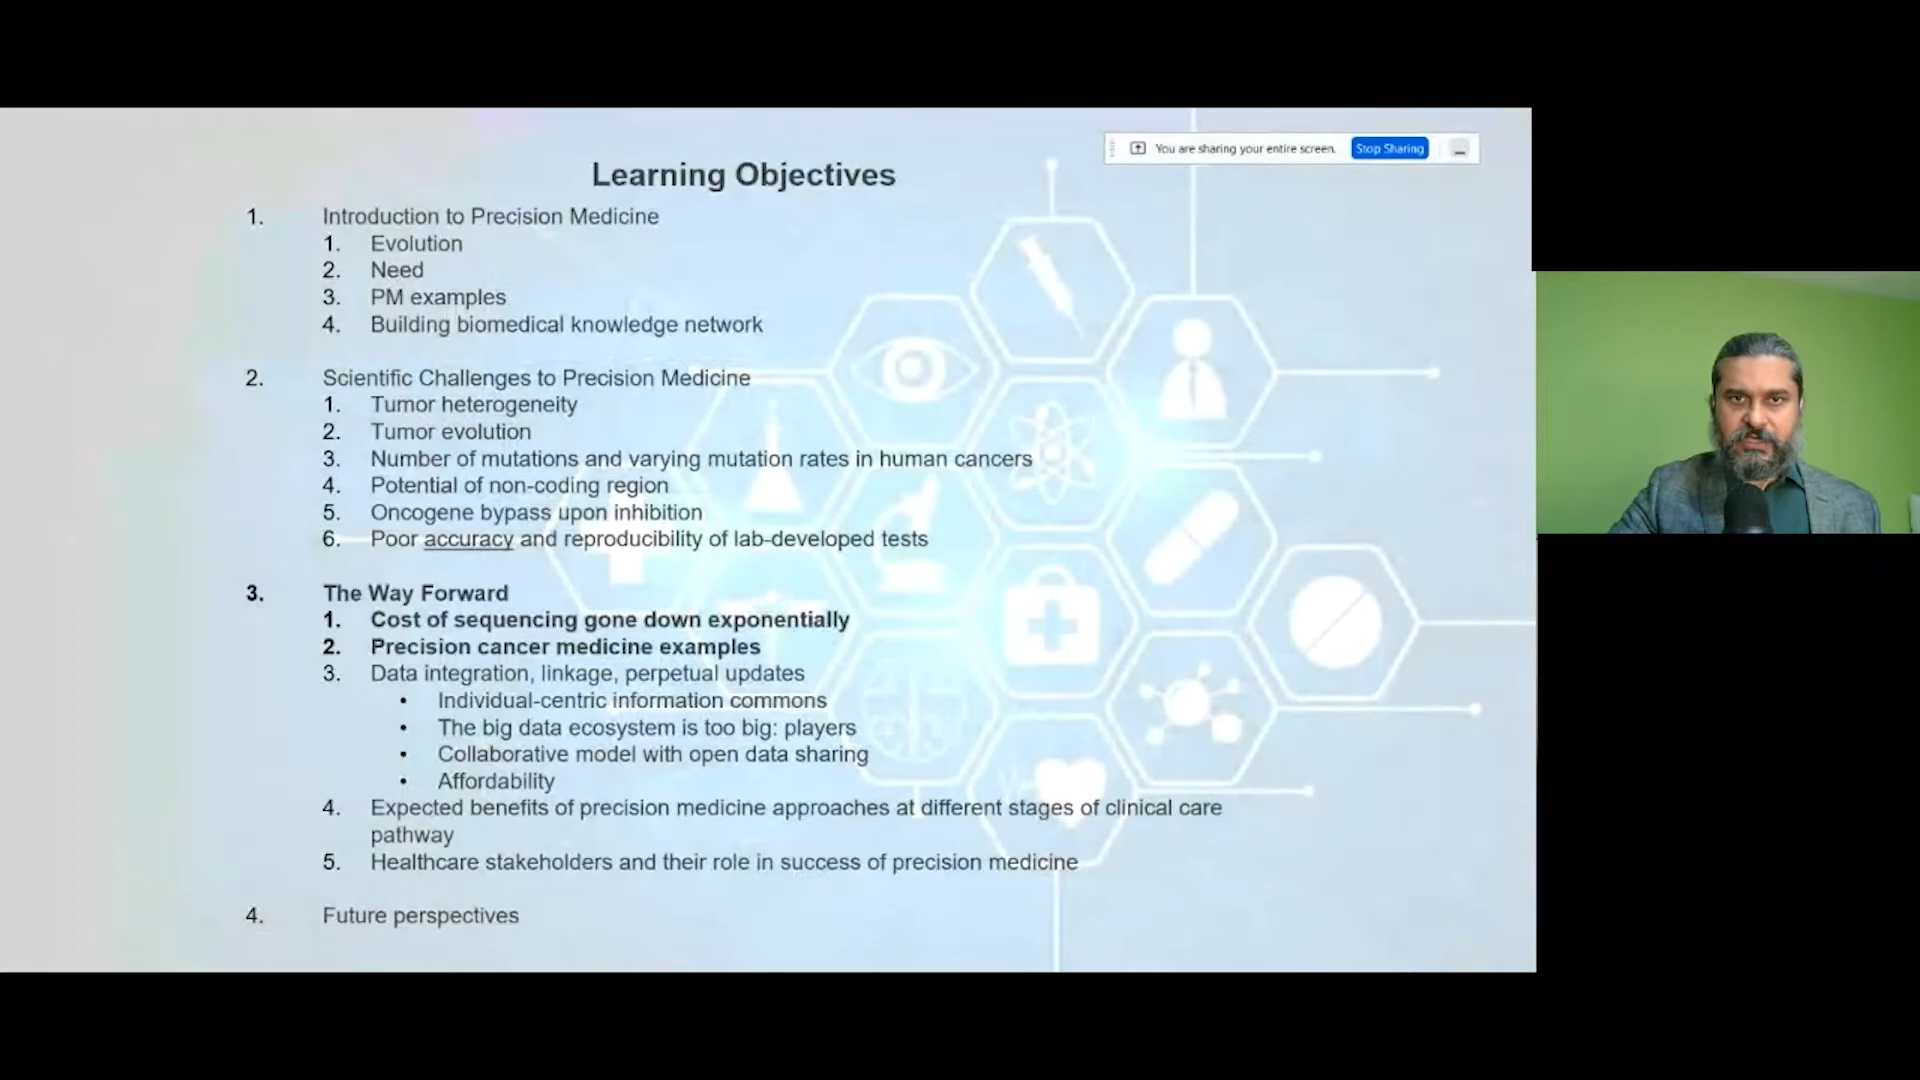 You are sharing your entire screen. Stop Sharing
Learning Objectives
1. Introduction to Precision Medicine
1. Evolution
2. Need
3. PM examples
4. Building biomedical knowledge network
2. Scientific Challenges to Precision Medicine
1. Tumor heterogeneity
2. Tumor evolution
3. Number of mutations and varying mutation rates in human cancers
4. Potential of non-coding region
5. Oncogene bypass upon inhibition
6. Poor accuracy and reproducibility of lab-developed tests
3. The Way Forward
1. Cost of sequencing gone down exponentially
2. Precision cancer medicine examples
3. Data integration, linkage, perpetual updates
• Individual-centric information commons
• The big data ecosystem is too big: players
• Collaborative model with open data sharing
• Affordability
4. Expected benefits of precision medicine approaches at different stages of clinical care
pathway
5. Healthcare stakeholders and their role in success of precision medicine
4. Future perspectives